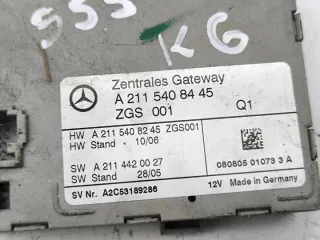 555 KG
Zentrales Gateway
A 211 540 84 45
ZGS 001 Q1
HW A 211 540 82 45 ZGS001
HW Stand - 10/06
SW A 211 442 00 27
SW Stand - 28/05
080805 01073 3 A
SV Nr. A2C53189286 12V Made in Germany